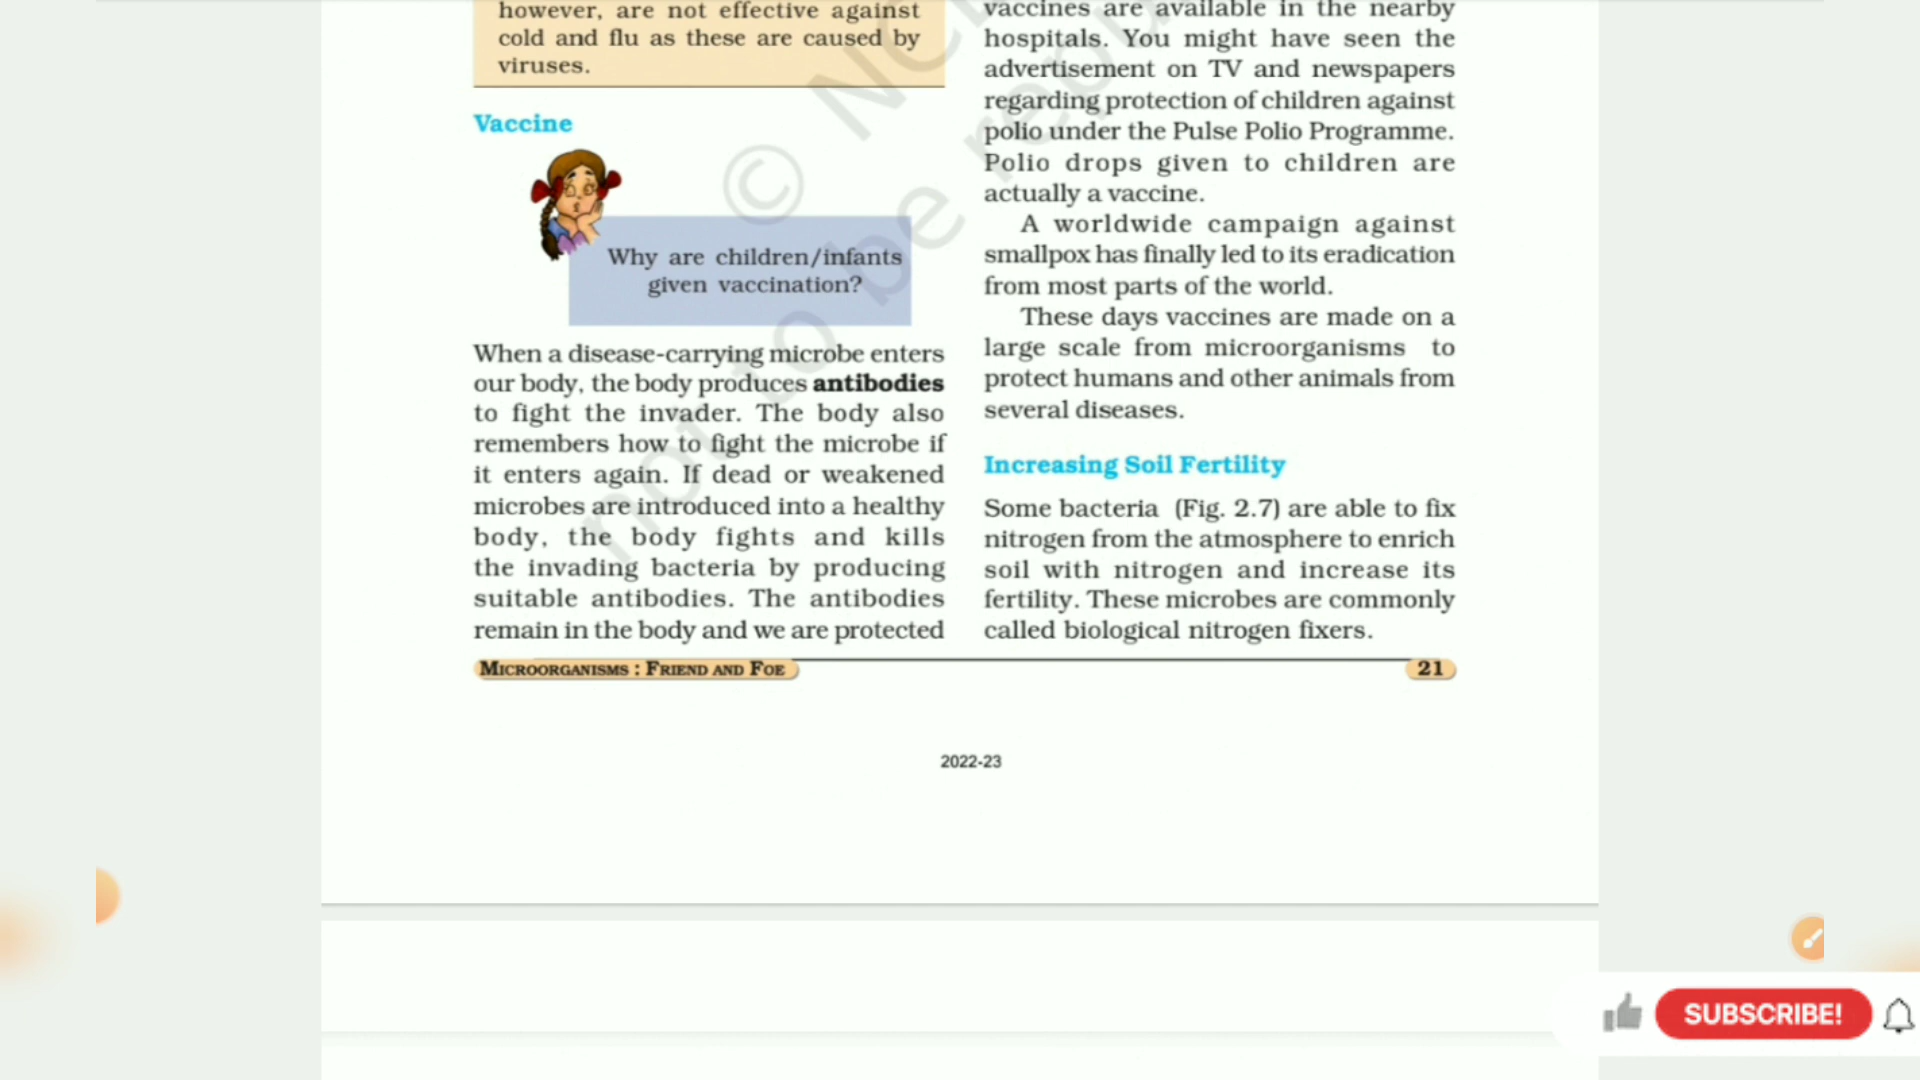 however, are not effective against
cold and flu as these are caused by
viruses.
Vaccine
Why are children/infants
given vaccination?
When a disease-carrying microbe enters
our body, the body produces antibodies
to fight the invader. The body also
remembers how to fight the microbe if
it enters again. If dead or weakened
microbes are introduced into a healthy
body, the body fights and kills
the invading bacteria by producing
suitable antibodies. The antibodies
remain in the body and we are protected
vaccines are available in the nearby
hospitals. You might have seen the
advertisement on TV and newspapers
regarding protection of children against
polio under the Pulse Polio Programme.
Polio drops given to children are
actually a vaccine.
A worldwide campaign against
smallpox has finally led to its eradication
from most parts of the world.
These days vaccines are made on a
large scale from microorganisms to
protect humans and other animals from
several diseases.
Increasing Soil Fertility
Some bacteria (Fig. 2.7) are able to fix
nitrogen from the atmosphere to enrich
soil with nitrogen and increase its
fertility. These microbes are commonly
called biological nitrogen fixers.
MICROORGANISMS : FRIEND AND FOE
21
2022-23
not to be
SUBSCRIBE!